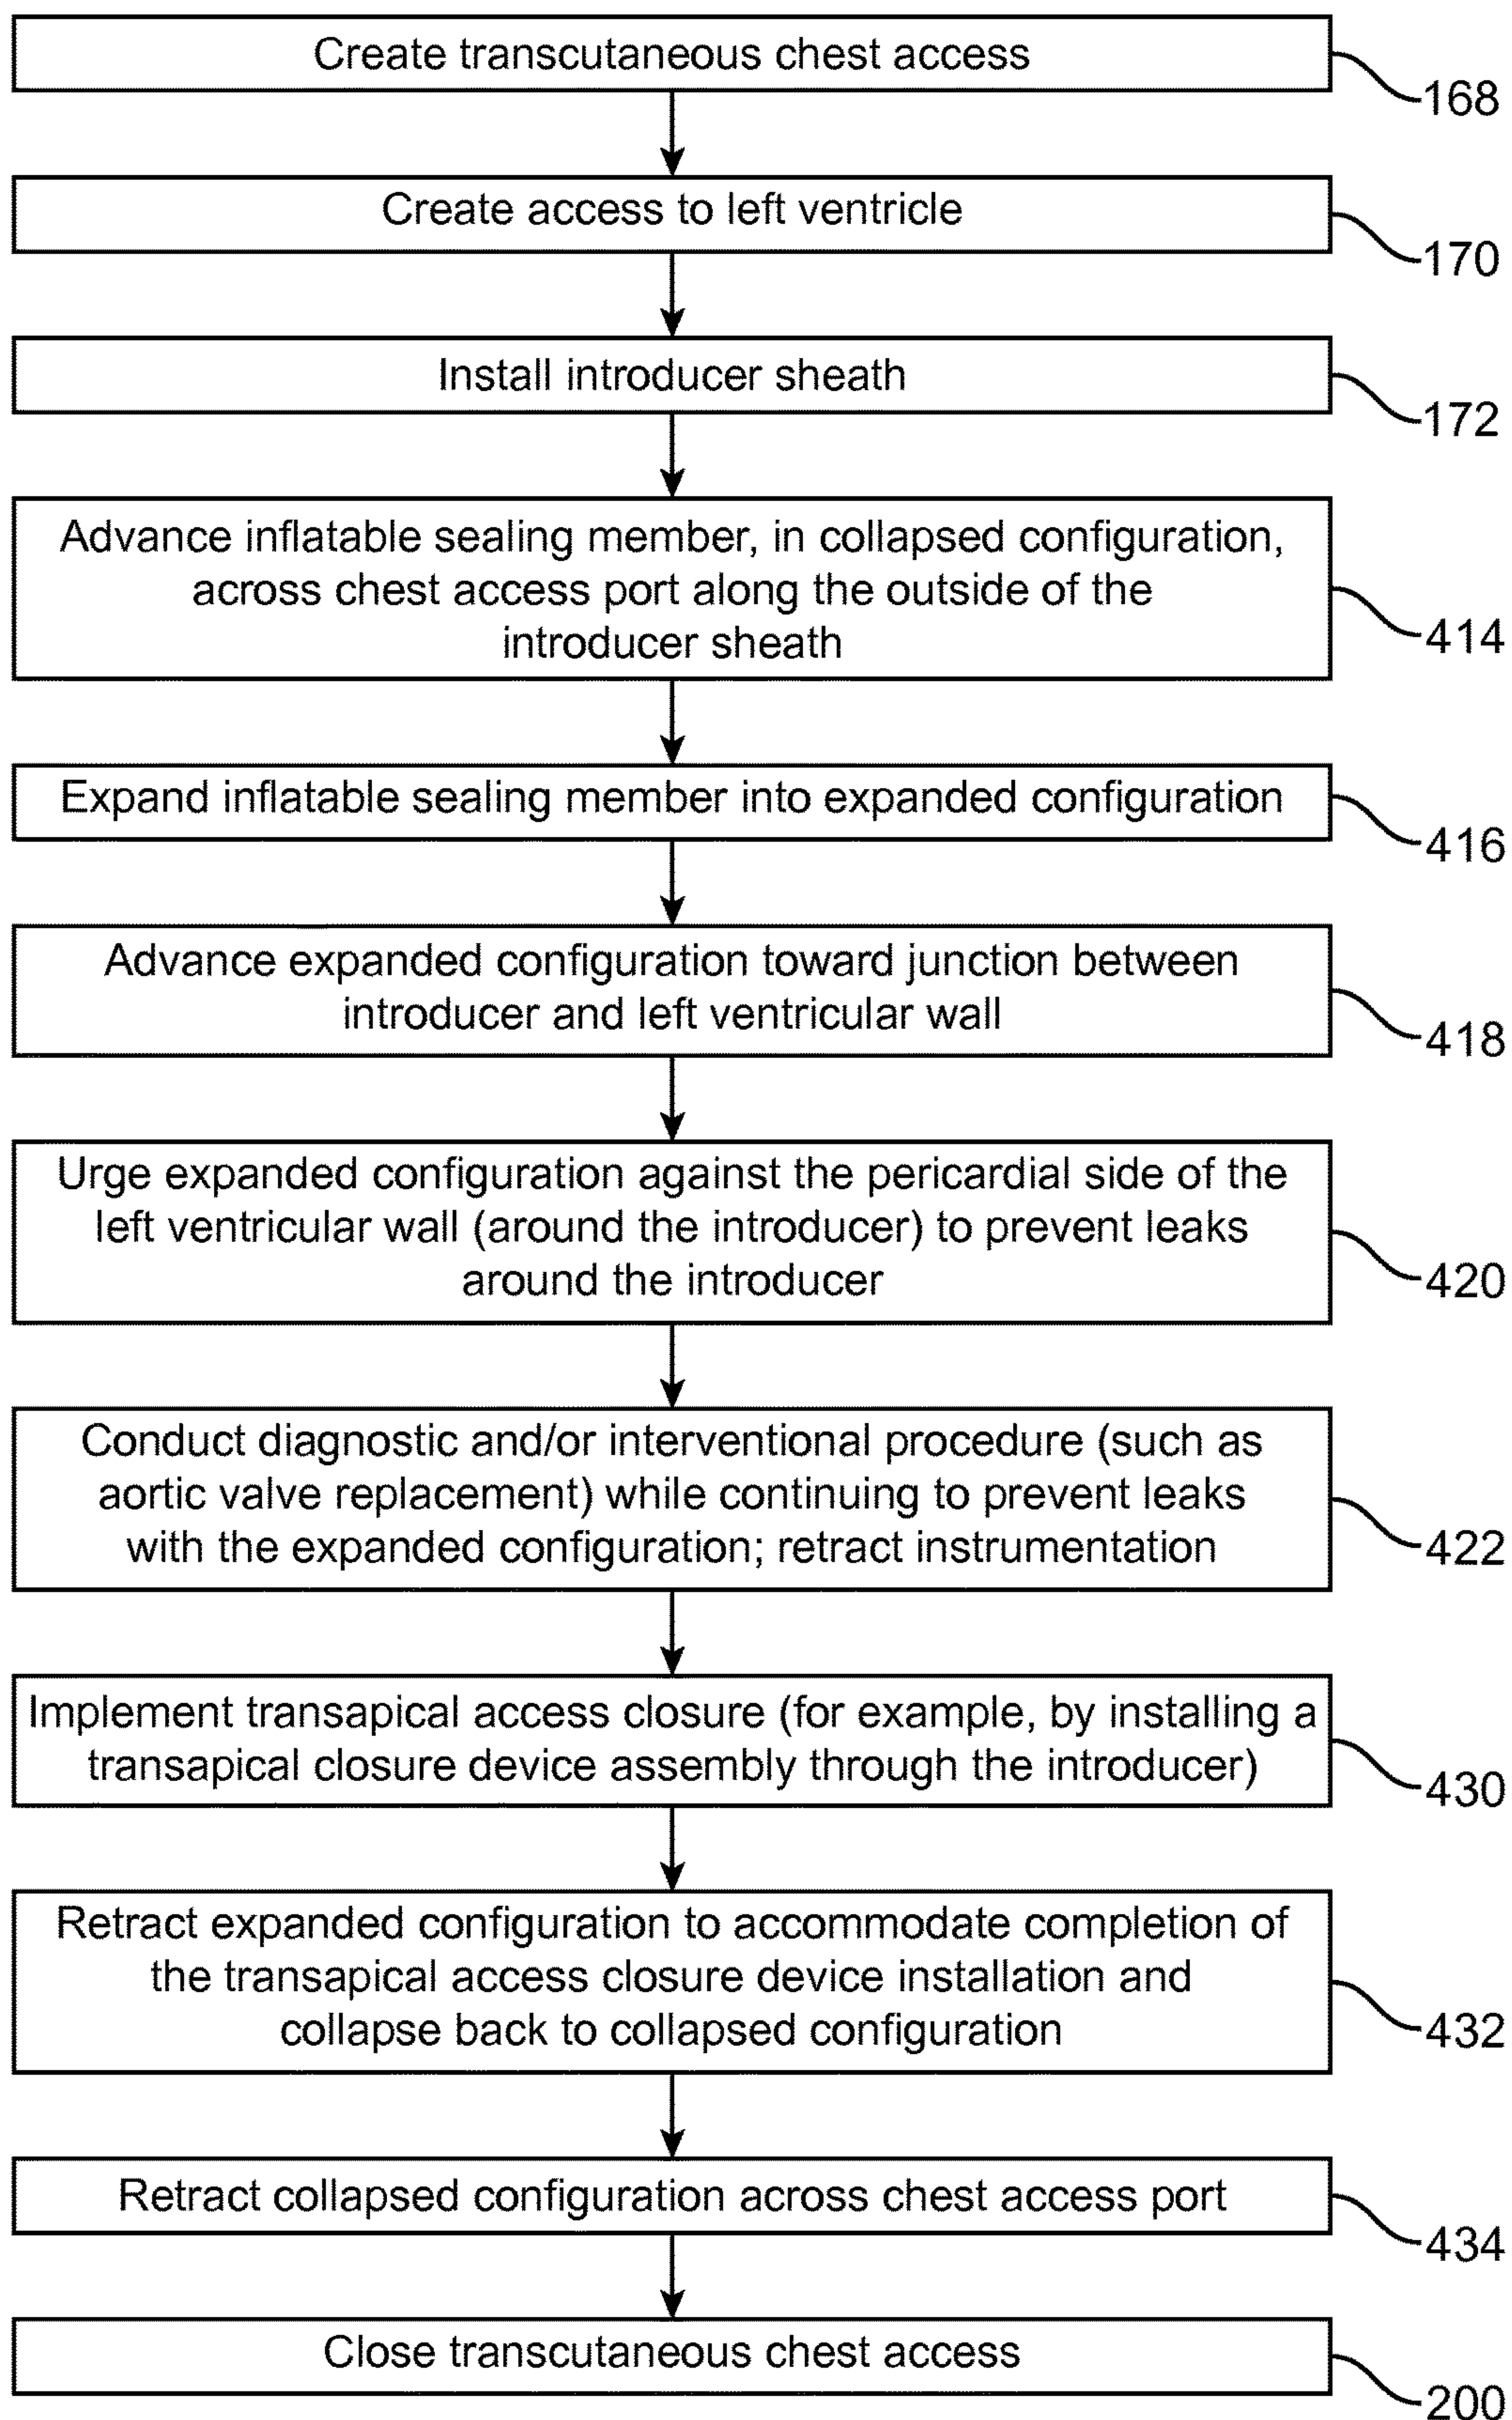 Create transcutaneous chest access
168
Create access to left ventricle
170
Install introducer sheath
172
Advance inflatable sealing member, in collapsed configuration,
across chest access port along the outside of the
introducer sheath
414
Expand inflatable sealing member into expanded configuration
416
Advance expanded configuration toward junction between
introducer and left ventricular wall
418
Urge expanded configuration against the pericardial side of the
left ventricular wall (around the introducer) to prevent leaks
around the introducer
420
Conduct diagnostic and/or interventional procedure (such as
aortic valve replacement) while continuing to prevent leaks
with the expanded configuration; retract instrumentation
422
Implement transapical access closure (for example, by installing a
transapical closure device assembly through the introducer)
430
Retract expanded configuration to accommodate completion of
the transapical access closure device installation and
collapse back to collapsed configuration
432
Retract collapsed configuration across chest access port
434
Close transcutaneous chest access
200